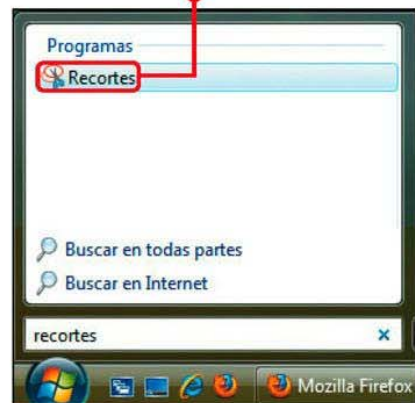 Programas
Recortes
Buscar en todas partes
Buscar en Internet
recortes
Mozilla Firefox